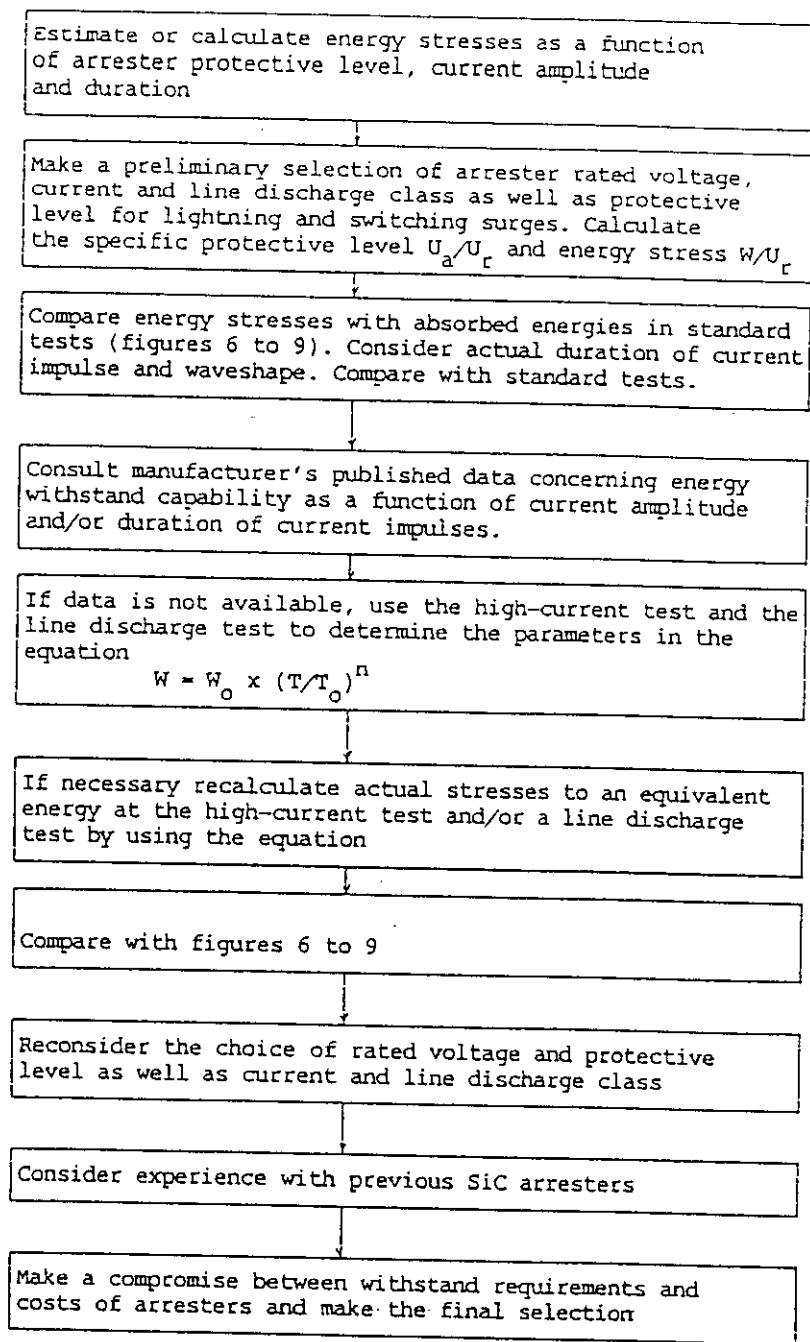 Estimate or calculate energy stresses as a function
of arrester protective level, current amplitude
and duration
Make a preliminary selection of arrester rated voltage,
current and line discharge class as well as protective
level for lightning and switching surges. Calculate
the specific protective level U_a/U_r and energy stress W/U_r
Compare energy stresses with absorbed energies in standard
tests (figures 6 to 9). Consider actual duration of current
impulse and waveshape. Compare with standard tests.
Consult manufacturer's published data concerning energy
withstand capability as a function of current amplitude
and/or duration of current impulses.
If data is not available, use the high-current test and the
line discharge test to determine the parameters in the
equation
W = W_o x (T/T_o)^n
If necessary recalculate actual stresses to an equivalent
energy at the high-current test and/or a line discharge
test by using the equation
Compare with figures 6 to 9
Reconsider the choice of rated voltage and protective
level as well as current and line discharge class
Consider experience with previous SiC arresters
Make a compromise between withstand requirements and
costs of arresters and make the final selection